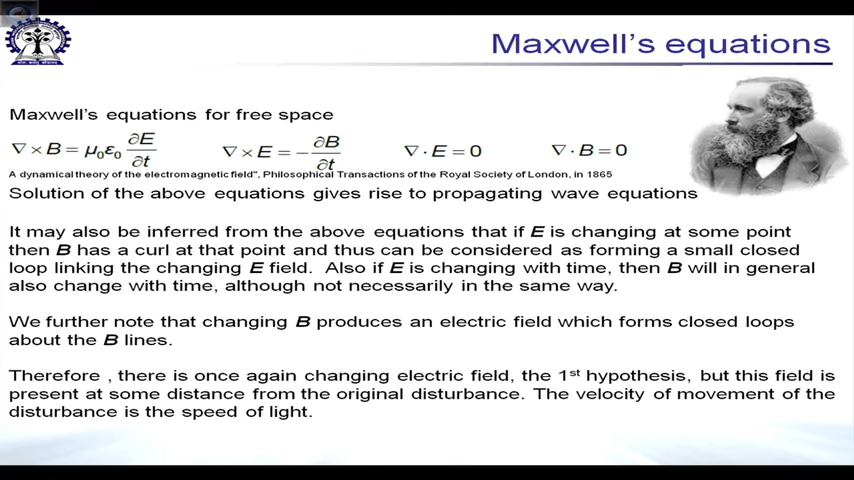 Maxwell's equations
Maxwell's equations for free space
∇ × B = μ₀ε₀ ∂E/∂t    ∇ × E = −∂B/∂t    ∇ · E = 0    ∇ · B = 0
A dynamical theory of the electromagnetic field", Philosophical Transactions of the Royal Society of London, in 1865
Solution of the above equations gives rise to propagating wave equations
It may also be inferred from the above equations that if E is changing at some point
then B has a curl at that point and thus can be considered as forming a small closed
loop linking the changing E field. Also if E is changing with time, then B will in general
also change with time, although not necessarily in the same way.
We further note that changing B produces an electric field which forms closed loops
about the B lines.
Therefore , there is once again changing electric field, the 1st hypothesis, but this field is
present at some distance from the original disturbance. The velocity of movement of the
disturbance is the speed of light.